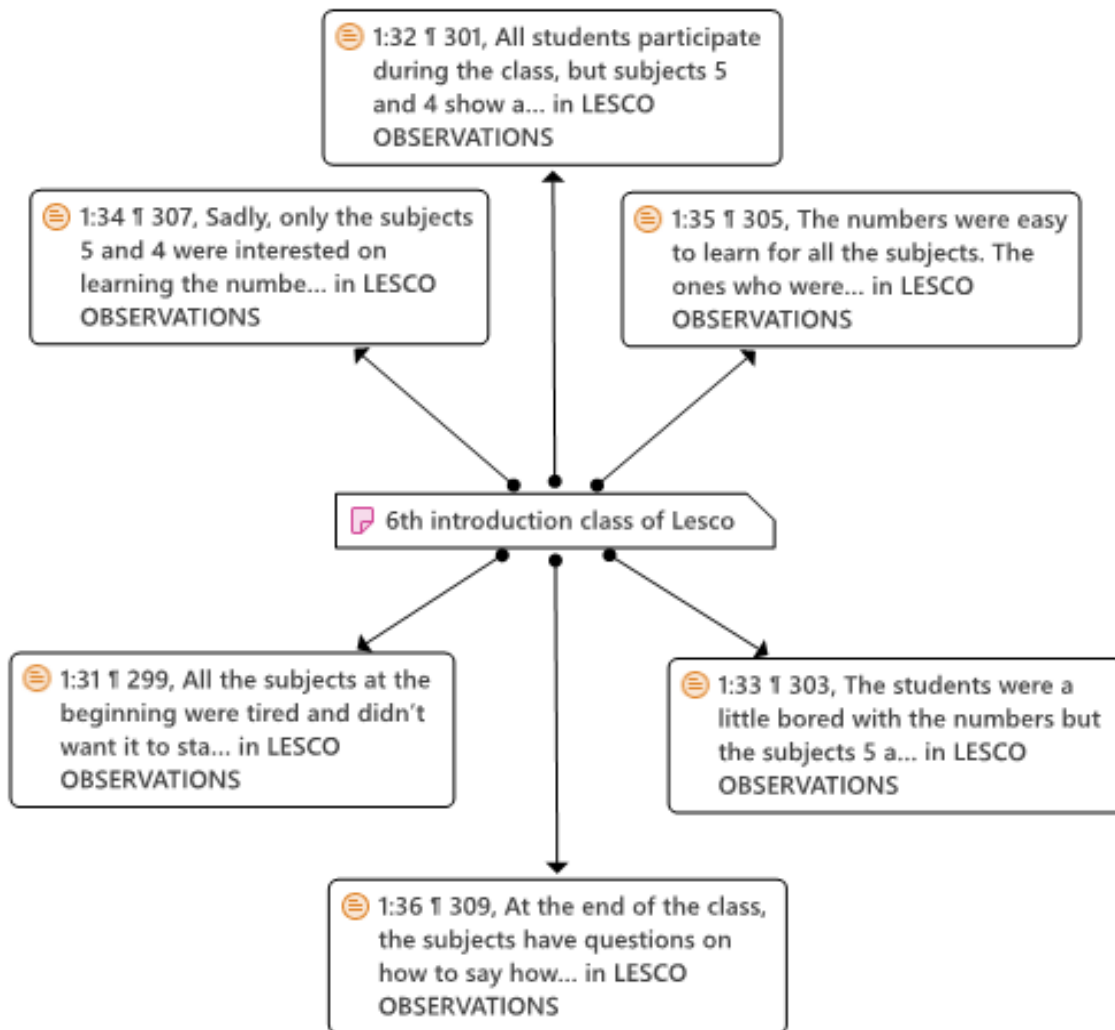 1:32 ¶ 301, All students participate
during the class, but subjects 5
and 4 show a... in LESCO
OBSERVATIONS
1:34 ¶ 307, Sadly, only the subjects
5 and 4 were interested on
learning the numbe... in LESCO
OBSERVATIONS
1:35 ¶ 305, The numbers were easy
to learn for all the subjects. The
ones who were... in LESCO
OBSERVATIONS
6th introduction class of Lesco
1:31 ¶ 299, All the subjects at the
beginning were tired and didn’t
want it to sta... in LESCO
OBSERVATIONS
1:33 ¶ 303, The students were a
little bored with the numbers but
the subjects 5 a... in LESCO
OBSERVATIONS
1:36 ¶ 309, At the end of the class,
the subjects have questions on
how to say how... in LESCO
OBSERVATIONS